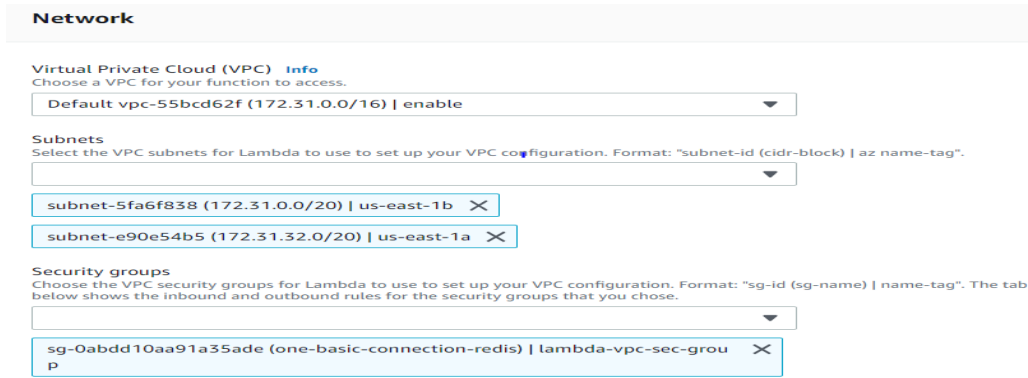 Network
Virtual Private Cloud (VPC) Info
Choose a VPC for your function to access.
Default vpc-55bcd62f (172.31.0.0/16) | enable
Subnets
Select the VPC subnets for Lambda to use to set up your VPC configuration. Format: "subnet-id (cidr-block) | az name-tag".
subnet-5fa6f838 (172.31.0.0/20) | us-east-1b
subnet-e90e54b5 (172.31.32.0/20) | us-east-1a
Security groups
Choose the VPC security groups for Lambda to use to set up your VPC configuration. Format: "sg-id (sg-name) | name-tag". The tab
below shows the inbound and outbound rules for the security groups that you chose.
sg-0abdd10aa91a35ade (one-basic-connection-redis) | lambda-vpc-sec-grou
p